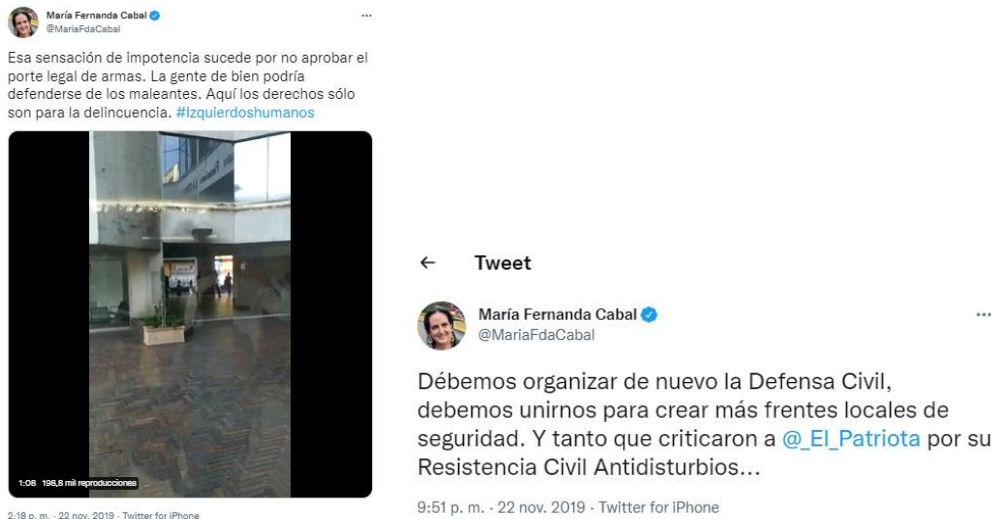 María Fernanda Cabal
@MariaFdaCabal
Esa sensación de impotencia sucede por no aprobar el
porte legal de armas. La gente de bien podría
defenderse de los maleantes. Aquí los derechos sólo
son para la delincuencia. #Izquierdoshumanos
1:08 198,8 mil reproducciones
2:18 p. m. · 22 nov. 2019 · Twitter for iPhone
Tweet
María Fernanda Cabal
@MariaFdaCabal
Débemos organizar de nuevo la Defensa Civil,
debemos unirnos para crear más frentes locales de
seguridad. Y tanto que criticaron a @_El_Patriota por su
Resistencia Civil Antidisturbios...
9:51 p. m. · 22 nov. 2019 · Twitter for iPhone